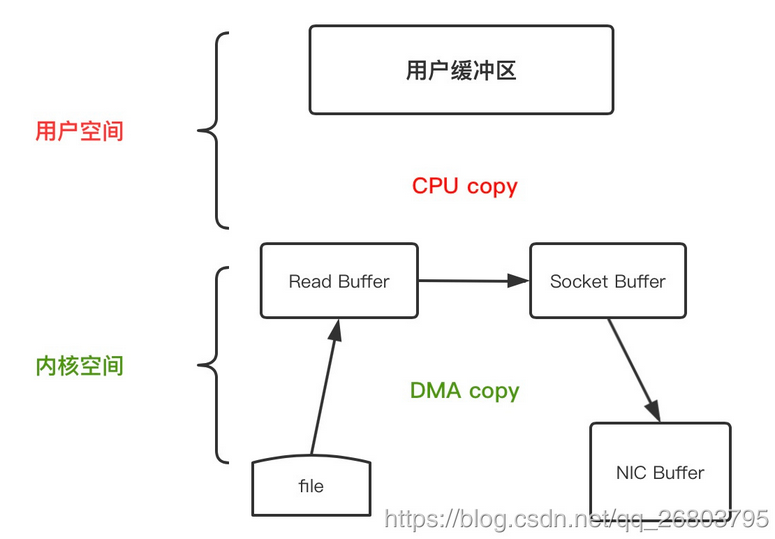 用户缓冲区
用户空间
CPU copy
Read Buffer
Socket Buffer
内核空间
DMA copy
file
NIC Buffer
https://blog.csdn.net/qq_26803795